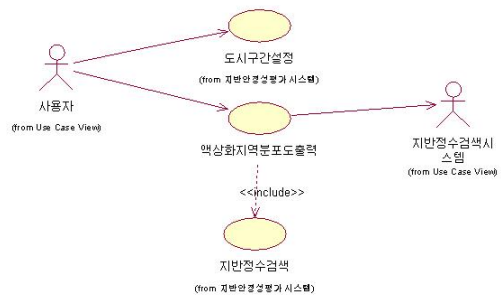 도시구간설정
(from 지반안정성평가시스템)
사용자
(from Use Case View)
액상화지역분포도출력
지반정수검색시
스템
(from Use Case View)
<<include>>
지반정수검색
(from 지반안정성평가시스템)